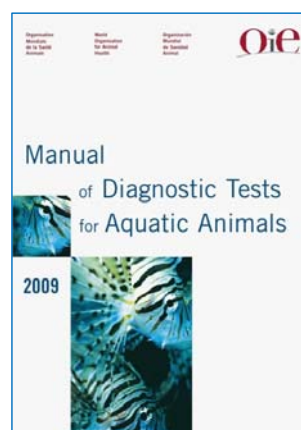 Organisation
Mondiale
de la Santé
Animale
World
Organisation
for Animal
Health
Organización
Mundial
de Sanidad
Animal
Oie
Manual
of Diagnostic Tests
for Aquatic Animals
2009